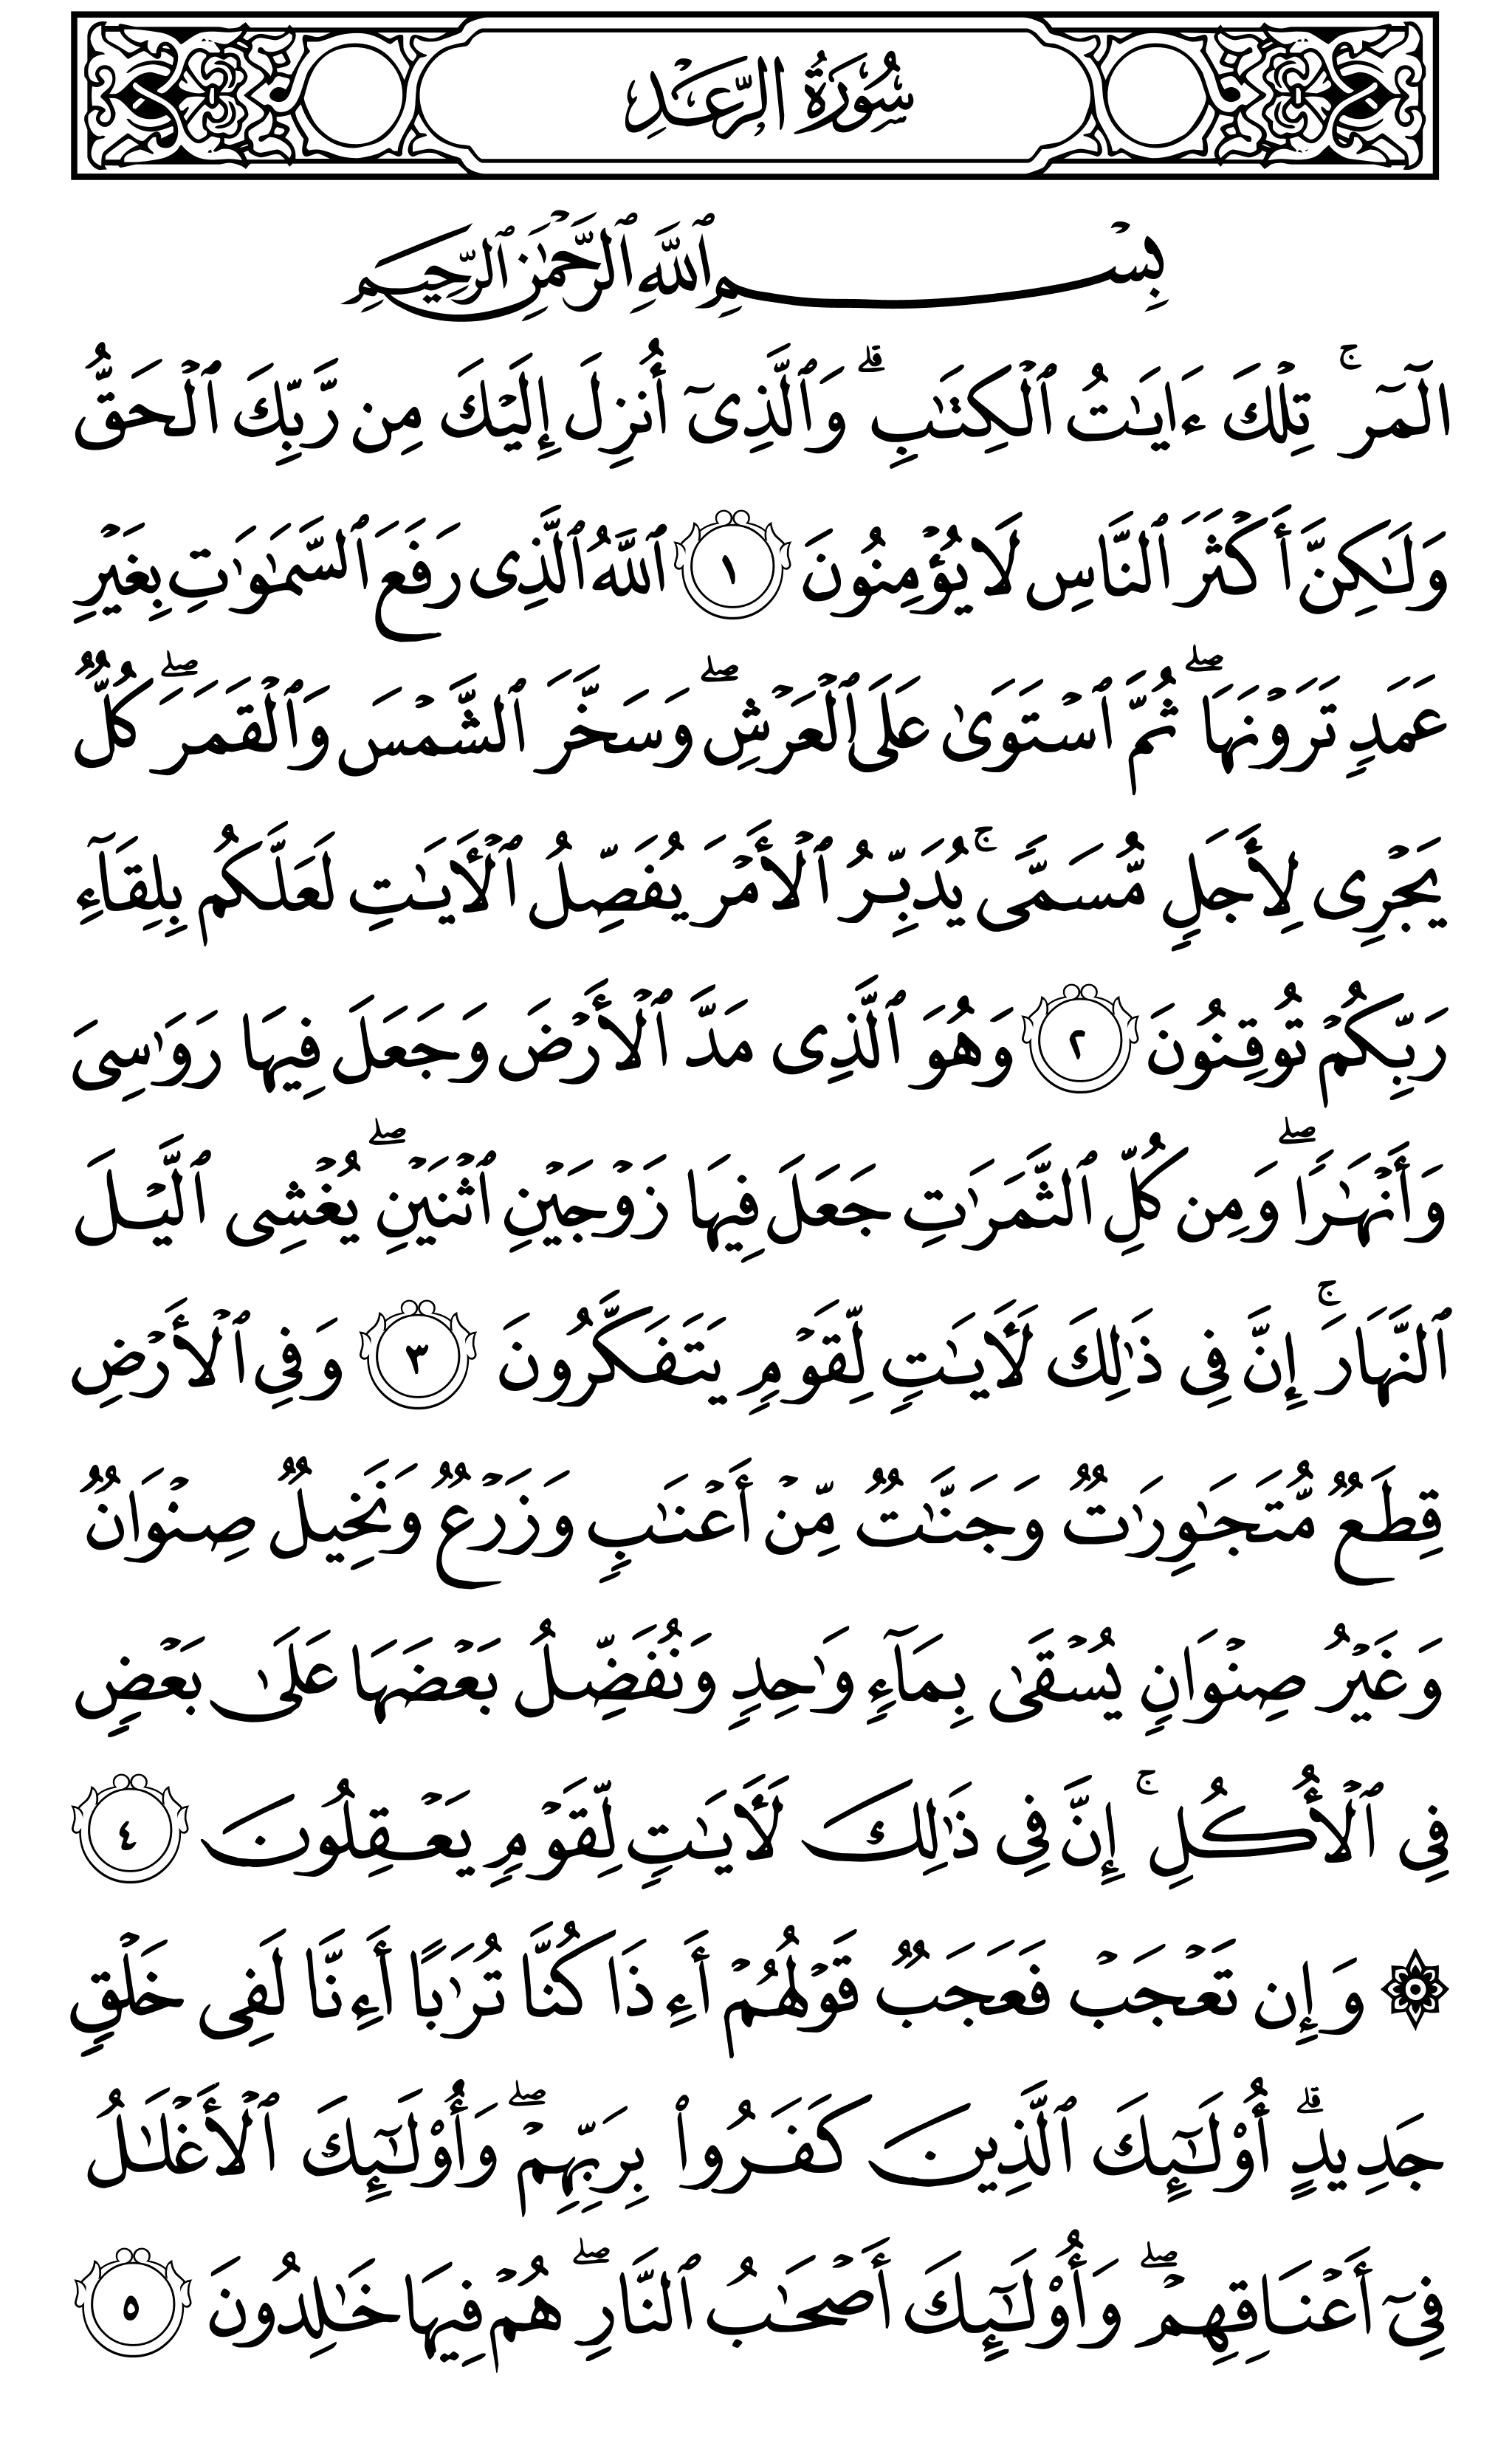 سُورَةُ الرَّعْدِ
بِسْمِ ٱللَّهِ ٱلرَّحْمَٰنِ ٱلرَّحِيمِ
الٓمٓر ۚ تِلْكَ ءَايَٰتُ ٱلْكِتَٰبِ ۗ وَٱلَّذِىٓ أُنزِلَ إِلَيْكَ مِن رَّبِّكَ ٱلْحَقُّ
وَلَٰكِنَّ أَكْثَرَ ٱلنَّاسِ لَا يُؤْمِنُونَ ١ ٱللَّهُ ٱلَّذِى رَفَعَ ٱلسَّمَٰوَٰتِ بِغَيْرِ
عَمَدٍ تَرَوْنَهَا ۖ ثُمَّ ٱسْتَوَىٰ عَلَى ٱلْعَرْشِ ۖ وَسَخَّرَ ٱلشَّمْسَ وَٱلْقَمَرَ ۖ كُلٌّ
يَجْرِى لِأَجَلٍ مُّسَمًّى ۚ يُدَبِّرُ ٱلْأَمْرَ يُفَصِّلُ ٱلْءَايَٰتِ لَعَلَّكُم بِلِقَآءِ
رَبِّكُمْ تُوقِنُونَ ٢ وَهُوَ ٱلَّذِى مَدَّ ٱلْأَرْضَ وَجَعَلَ فِيهَا رَوَٰسِىَ
وَأَنْهَٰرًا ۖ وَمِن كُلِّ ٱلثَّمَرَٰتِ جَعَلَ فِيهَا زَوْجَيْنِ ٱثْنَيْنِ ۖ يُغْشِى ٱلَّيْلَ
ٱلنَّهَارَ ۚ إِنَّ فِى ذَٰلِكَ لَءَايَٰتٍ لِّقَوْمٍ يَتَفَكَّرُونَ ٣ وَفِى ٱلْأَرْضِ
قِطَعٌ مُّتَجَٰوِرَٰتٌ وَجَنَّٰتٌ مِّنْ أَعْنَٰبٍ وَزَرْعٌ وَنَخِيلٌ صِنْوَانٌ
وَغَيْرُ صِنْوَانٍ يُسْقَىٰ بِمَآءٍ وَٰحِدٍ وَنُفَضِّلُ بَعْضَهَا عَلَىٰ بَعْضٍ
فِى ٱلْأُكُلِ ۚ إِنَّ فِى ذَٰلِكَ لَءَايَٰتٍ لِّقَوْمٍ يَعْقِلُونَ ٤
۞ وَإِن تَعْجَبْ فَعَجَبٌ قَوْلُهُمْ أَءِذَا كُنَّا تُرَٰبًا أَءِنَّا لَفِى خَلْقٍ
جَدِيدٍ ۗ أُو۟لَٰٓئِكَ ٱلَّذِينَ كَفَرُوا۟ بِرَبِّهِمْ ۖ وَأُو۟لَٰٓئِكَ ٱلْأَغْلَٰلُ
فِىٓ أَعْنَاقِهِمْ ۖ وَأُو۟لَٰٓئِكَ أَصْحَٰبُ ٱلنَّارِ ۖ هُمْ فِيهَا خَٰلِدُونَ ٥